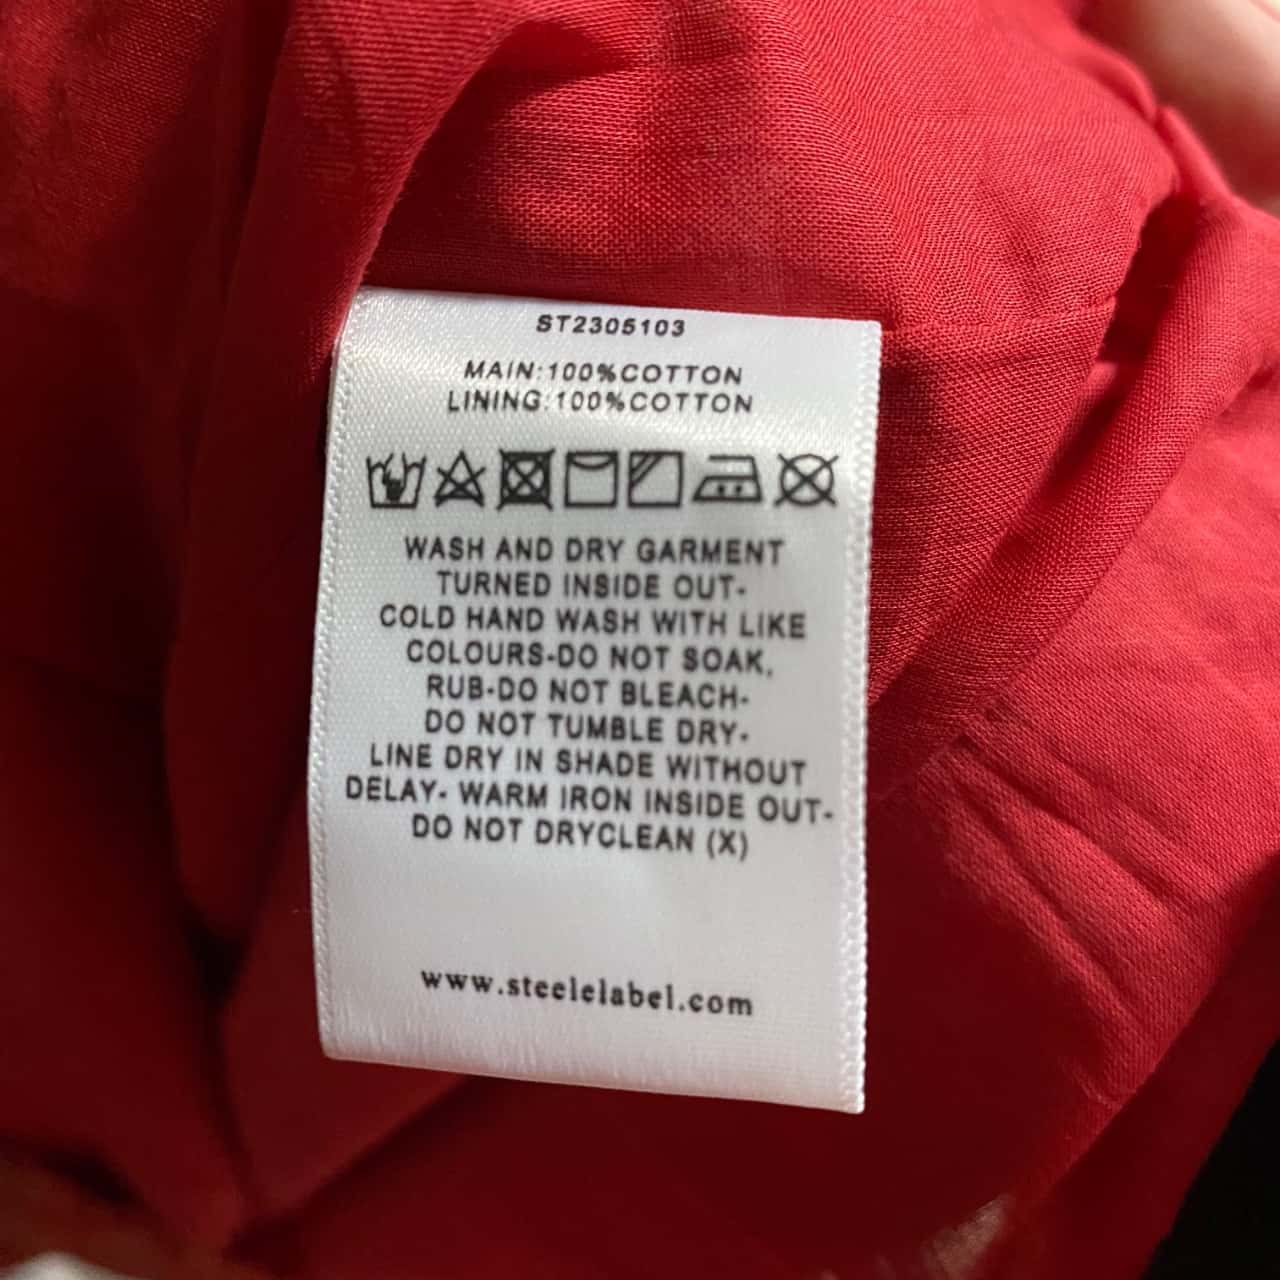 ST2305103
MAIN:100%COTTON
LINING:100%COTTON
WASH AND DRY GARMENT
TURNED INSIDE OUT-
COLD HAND WASH WITH LIKE
COLOURS-DO NOT SOAK,
RUB-DO NOT BLEACH-
DO NOT TUMBLE DRY-
LINE DRY IN SHADE WITHOUT
DELAY- WARM IRON INSIDE OUT-
DO NOT DRYCLEAN (X)
www.steelelabel.com